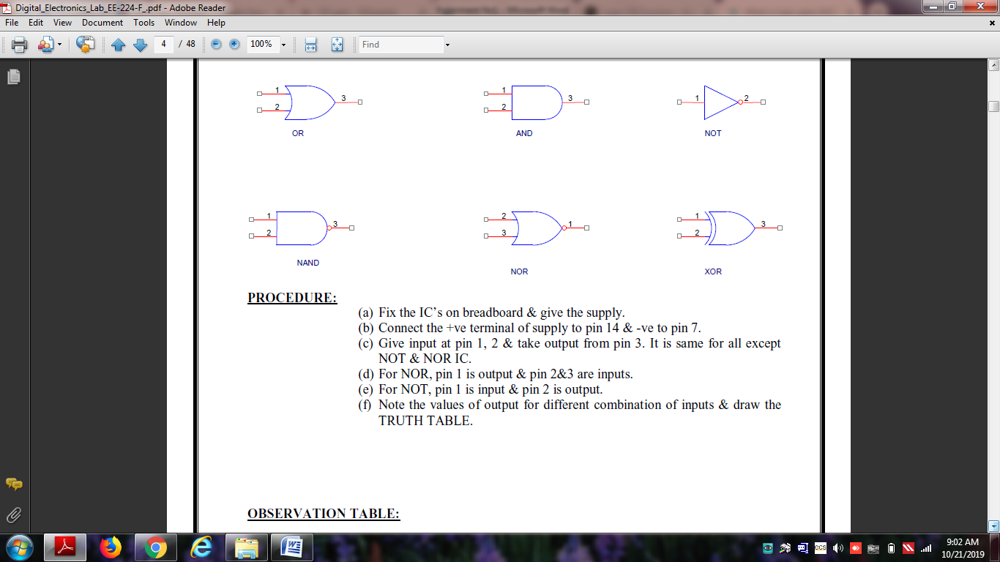 Digital_Electronics_Lab_EE-224-F_.pdf - Adobe Reader
File Edit View Document Tools Window Help
4 / 48 100% Find
1 2 3
OR
1 2 3
AND
1 2
NOT
1 2 3
NAND
2 3 1
NOR
1 2 3
XOR
PROCEDURE:
(a) Fix the IC's on breadboard & give the supply.
(b) Connect the +ve terminal of supply to pin 14 & -ve to pin 7.
(c) Give input at pin 1, 2 & take output from pin 3. It is same for all except
NOT & NOR IC.
(d) For NOR, pin 1 is output & pin 2&3 are inputs.
(e) For NOT, pin 1 is input & pin 2 is output.
(f) Note the values of output for different combination of inputs & draw the
TRUTH TABLE.
OBSERVATION TABLE:
ecs
9:02 AM
10/21/2019